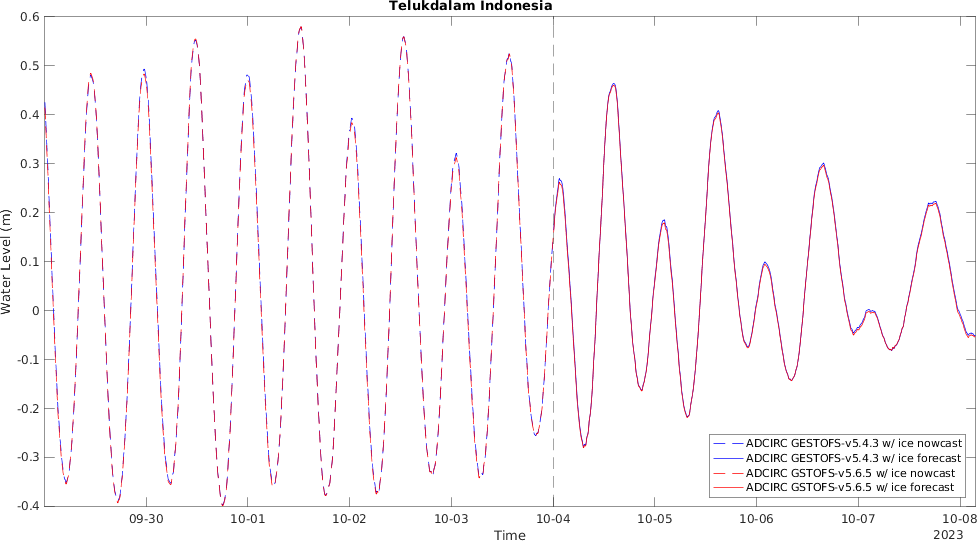 Telukdalam Indonesia
Water Level (m)
0.6
0.5
0.4
0.3
0.2
0.1
0
-0.1
-0.2
-0.3
-0.4
ADCIRC GESTOFS-v5.4.3 w/ ice nowcast
ADCIRC GESTOFS-v5.4.3 w/ ice forecast
ADCIRC GSTOFS-v5.6.5 w/ ice nowcast
ADCIRC GSTOFS-v5.6.5 w/ ice forecast
09-30 10-01 10-02 10-03 10-04 10-05 10-06 10-07 10-08
Time
2023